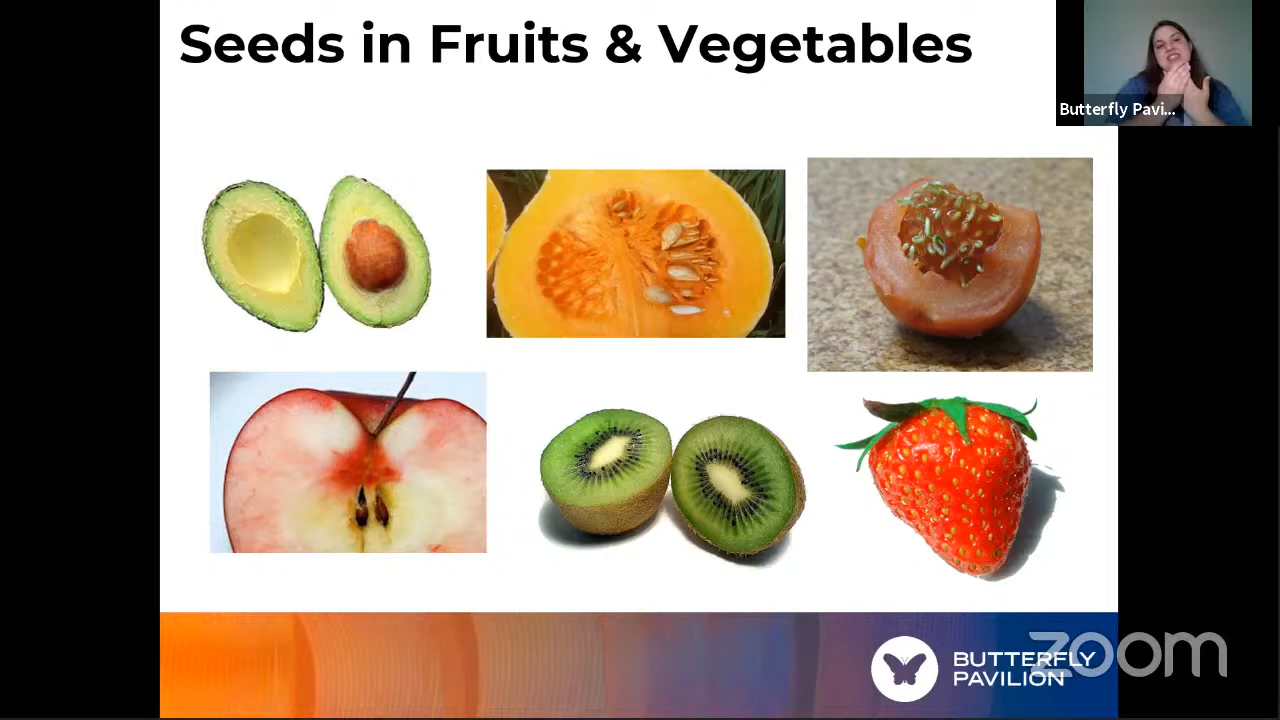 Seeds in Fruits & Vegetables
Butterfly Pavi...
BUTTERFLY
PAVILION
zoom